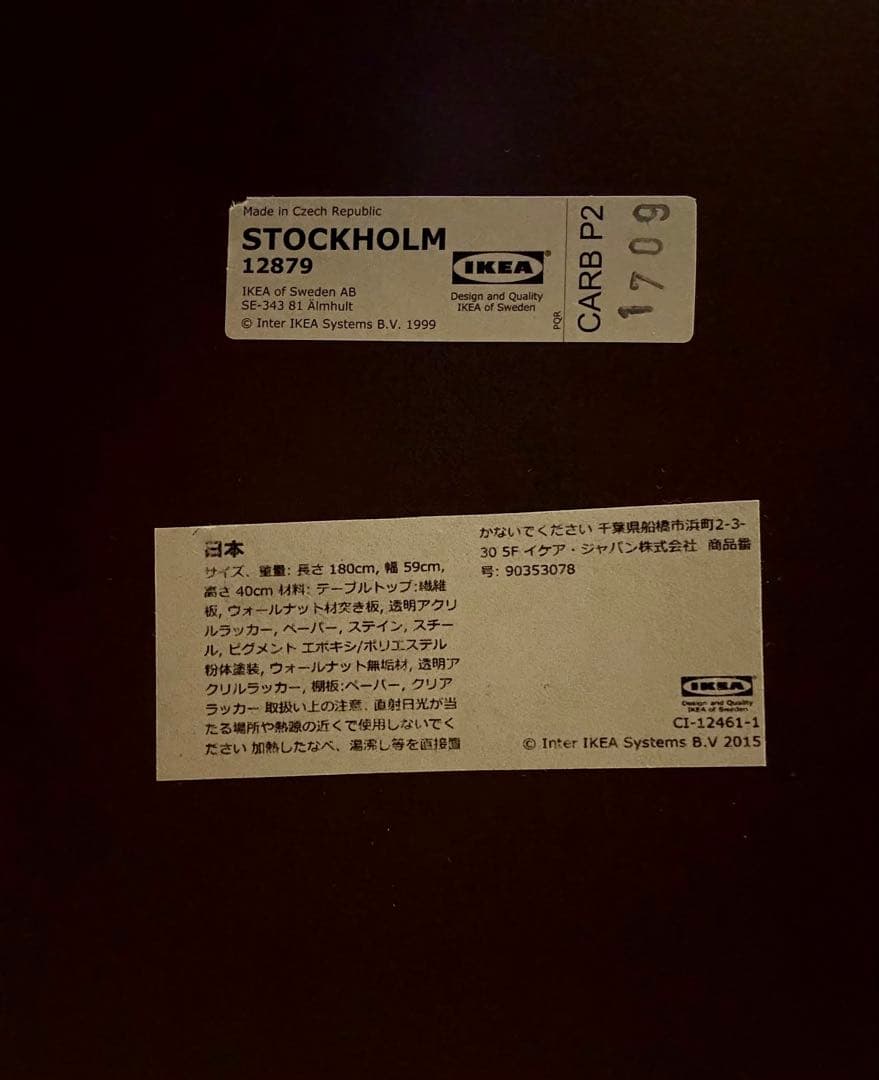 Made in Czech Republic
STOCKHOLM
12879
IKEA of Sweden AB
SE-343 81 Älmhult
© Inter IKEA Systems B.V. 1999
IKEA
Design and Quality
IKEA of Sweden
PQR
CARB P2
1709
日本
サイズ、重量: 長さ 180cm, 幅 59cm,
高さ 40cm 材料: テーブルトップ:繊維
板, ウォールナット材突き板, 透明アクリ
ルラッカー, ペーパー, ステイン, スチー
ル, ピグメント エポキシ/ポリエステル
粉体塗装, ウォールナット無垢材, 透明ア
クリルラッカー, 棚板:ペーパー, クリア
ラッカー 取扱い上の注意: 直射日光が当
たる場所や熱源の近くで使用しないでく
ださい 加熱したなべ、湯沸し等を直接置
かないでください 千葉県船橋市浜町2-3-
30 5F イケア・ジャパン株式会社 商品番
号: 90353078
IKEA
Design and Quality
IKEA of Sweden
CI-12461-1
© Inter IKEA Systems B.V 2015